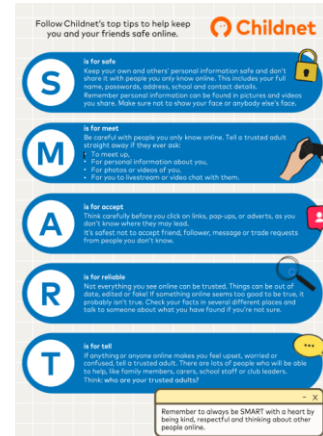 Follow Childnet's top tips to help keep
you and your friends safe online.
Childnet
S
is for safe
Keep your own and others' personal information safe and don't
share it with people you only know online. This includes your full
name, passwords, address, school and contact details.
Remember personal information can be found in pictures and videos
you share. Make sure not to show your face or anybody else's face.
M
is for meet
Be careful with people you only know online. Tell a trusted adult
straight away if they ever ask:
• To meet up,
• For personal information about you,
• For photos or videos of you,
• For you to livestream or video chat with them.
A
is for accept
Think carefully before you click on links, pop-ups, or adverts, as you
don't know where they may lead.
It's safest not to accept friend, follower, message or trade requests
from people you don't know.
R
is for reliable
Not everything you see online can be trusted. Things can be out of
date, edited or fake! If something online seems too good to be true, it
probably isn't true. Check your facts in several different places and
talk to someone about what you have found if you're not sure.
T
is for tell
If anything or anyone online makes you feel upset, worried or
confused, tell a trusted adult. There are lots of people who will be able
to help, like family members, carers, school staff or club leaders.
Think: who are your trusted adults?
- X
Remember to always be SMART with a heart by
being kind, respectful and thinking about other
people online.